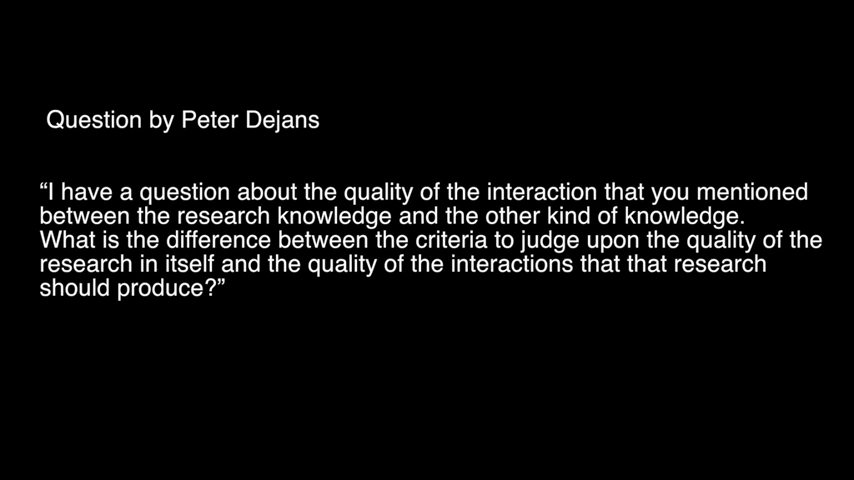 Question by Peter Dejans
“I have a question about the quality of the interaction that you mentioned
between the research knowledge and the other kind of knowledge.
What is the difference between the criteria to judge upon the quality of the
research in itself and the quality of the interactions that that research
should produce?”